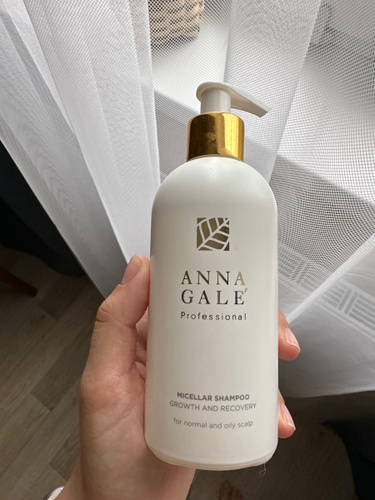 ANNA
GALE'
Professional
MICELLAR SHAMPOO
GROWTH AND RECOVERY
for normal and oily scalp